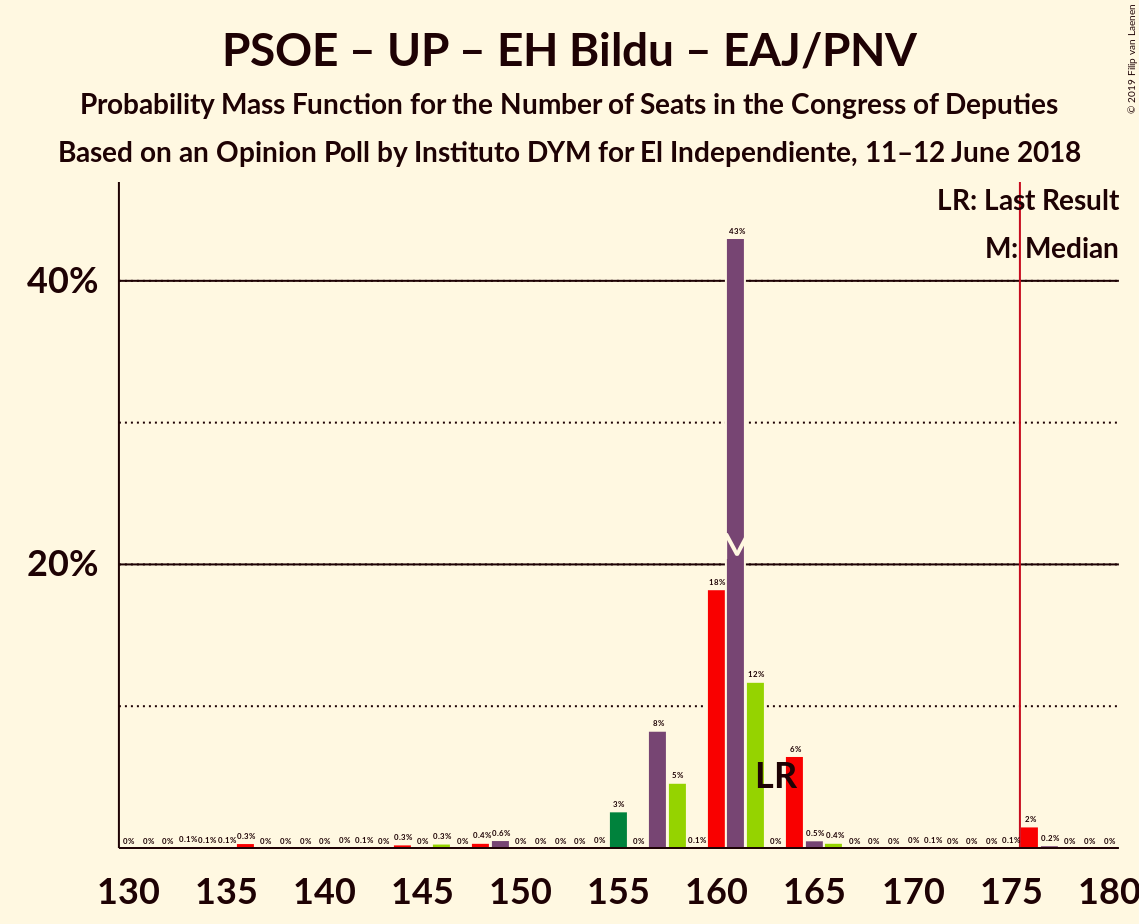 PSOE – UP – EH Bildu – EAJ/PNV
Probability Mass Function for the Number of Seats in the Congress of Deputies
Based on an Opinion Poll by Instituto DYM for El Independiente, 11–12 June 2018
© 2019 Filip van Laenen
LR: Last Result
M: Median
40%
20%
0% 0% 0% 0.1% 0.1% 0.1% 0.3% 0% 0% 0% 0% 0% 0.1% 0% 0.3% 0% 0.3% 0% 0.4% 0.6% 0% 0% 0% 0% 0% 3% 0% 8% 5% 0.1% 18% 43% 12% 0% 6% 0.5% 0.4% 0% 0% 0% 0% 0.1% 0% 0% 0% 0.1% 2% 0.2% 0% 0% 0%
LR
130 135 140 145 150 155 160 165 170 175 180